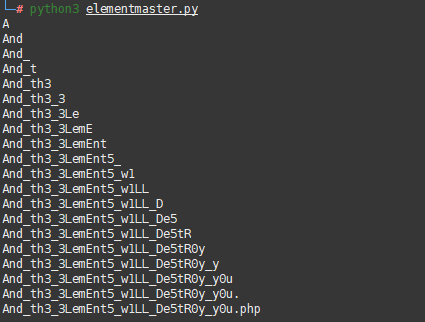 └─# python3 elementmaster.py
A
And
And_
And_t
And_th3
And_th3_3
And_th3_3Le
And_th3_3LemE
And_th3_3LemEnt
And_th3_3LemEnt5_
And_th3_3LemEnt5_w1
And_th3_3LemEnt5_w1LL
And_th3_3LemEnt5_w1LL_D
And_th3_3LemEnt5_w1LL_De5
And_th3_3LemEnt5_w1LL_De5tR
And_th3_3LemEnt5_w1LL_De5tR0y
And_th3_3LemEnt5_w1LL_De5tR0y_y
And_th3_3LemEnt5_w1LL_De5tR0y_y0u
And_th3_3LemEnt5_w1LL_De5tR0y_y0u.
And_th3_3LemEnt5_w1LL_De5tR0y_y0u.php